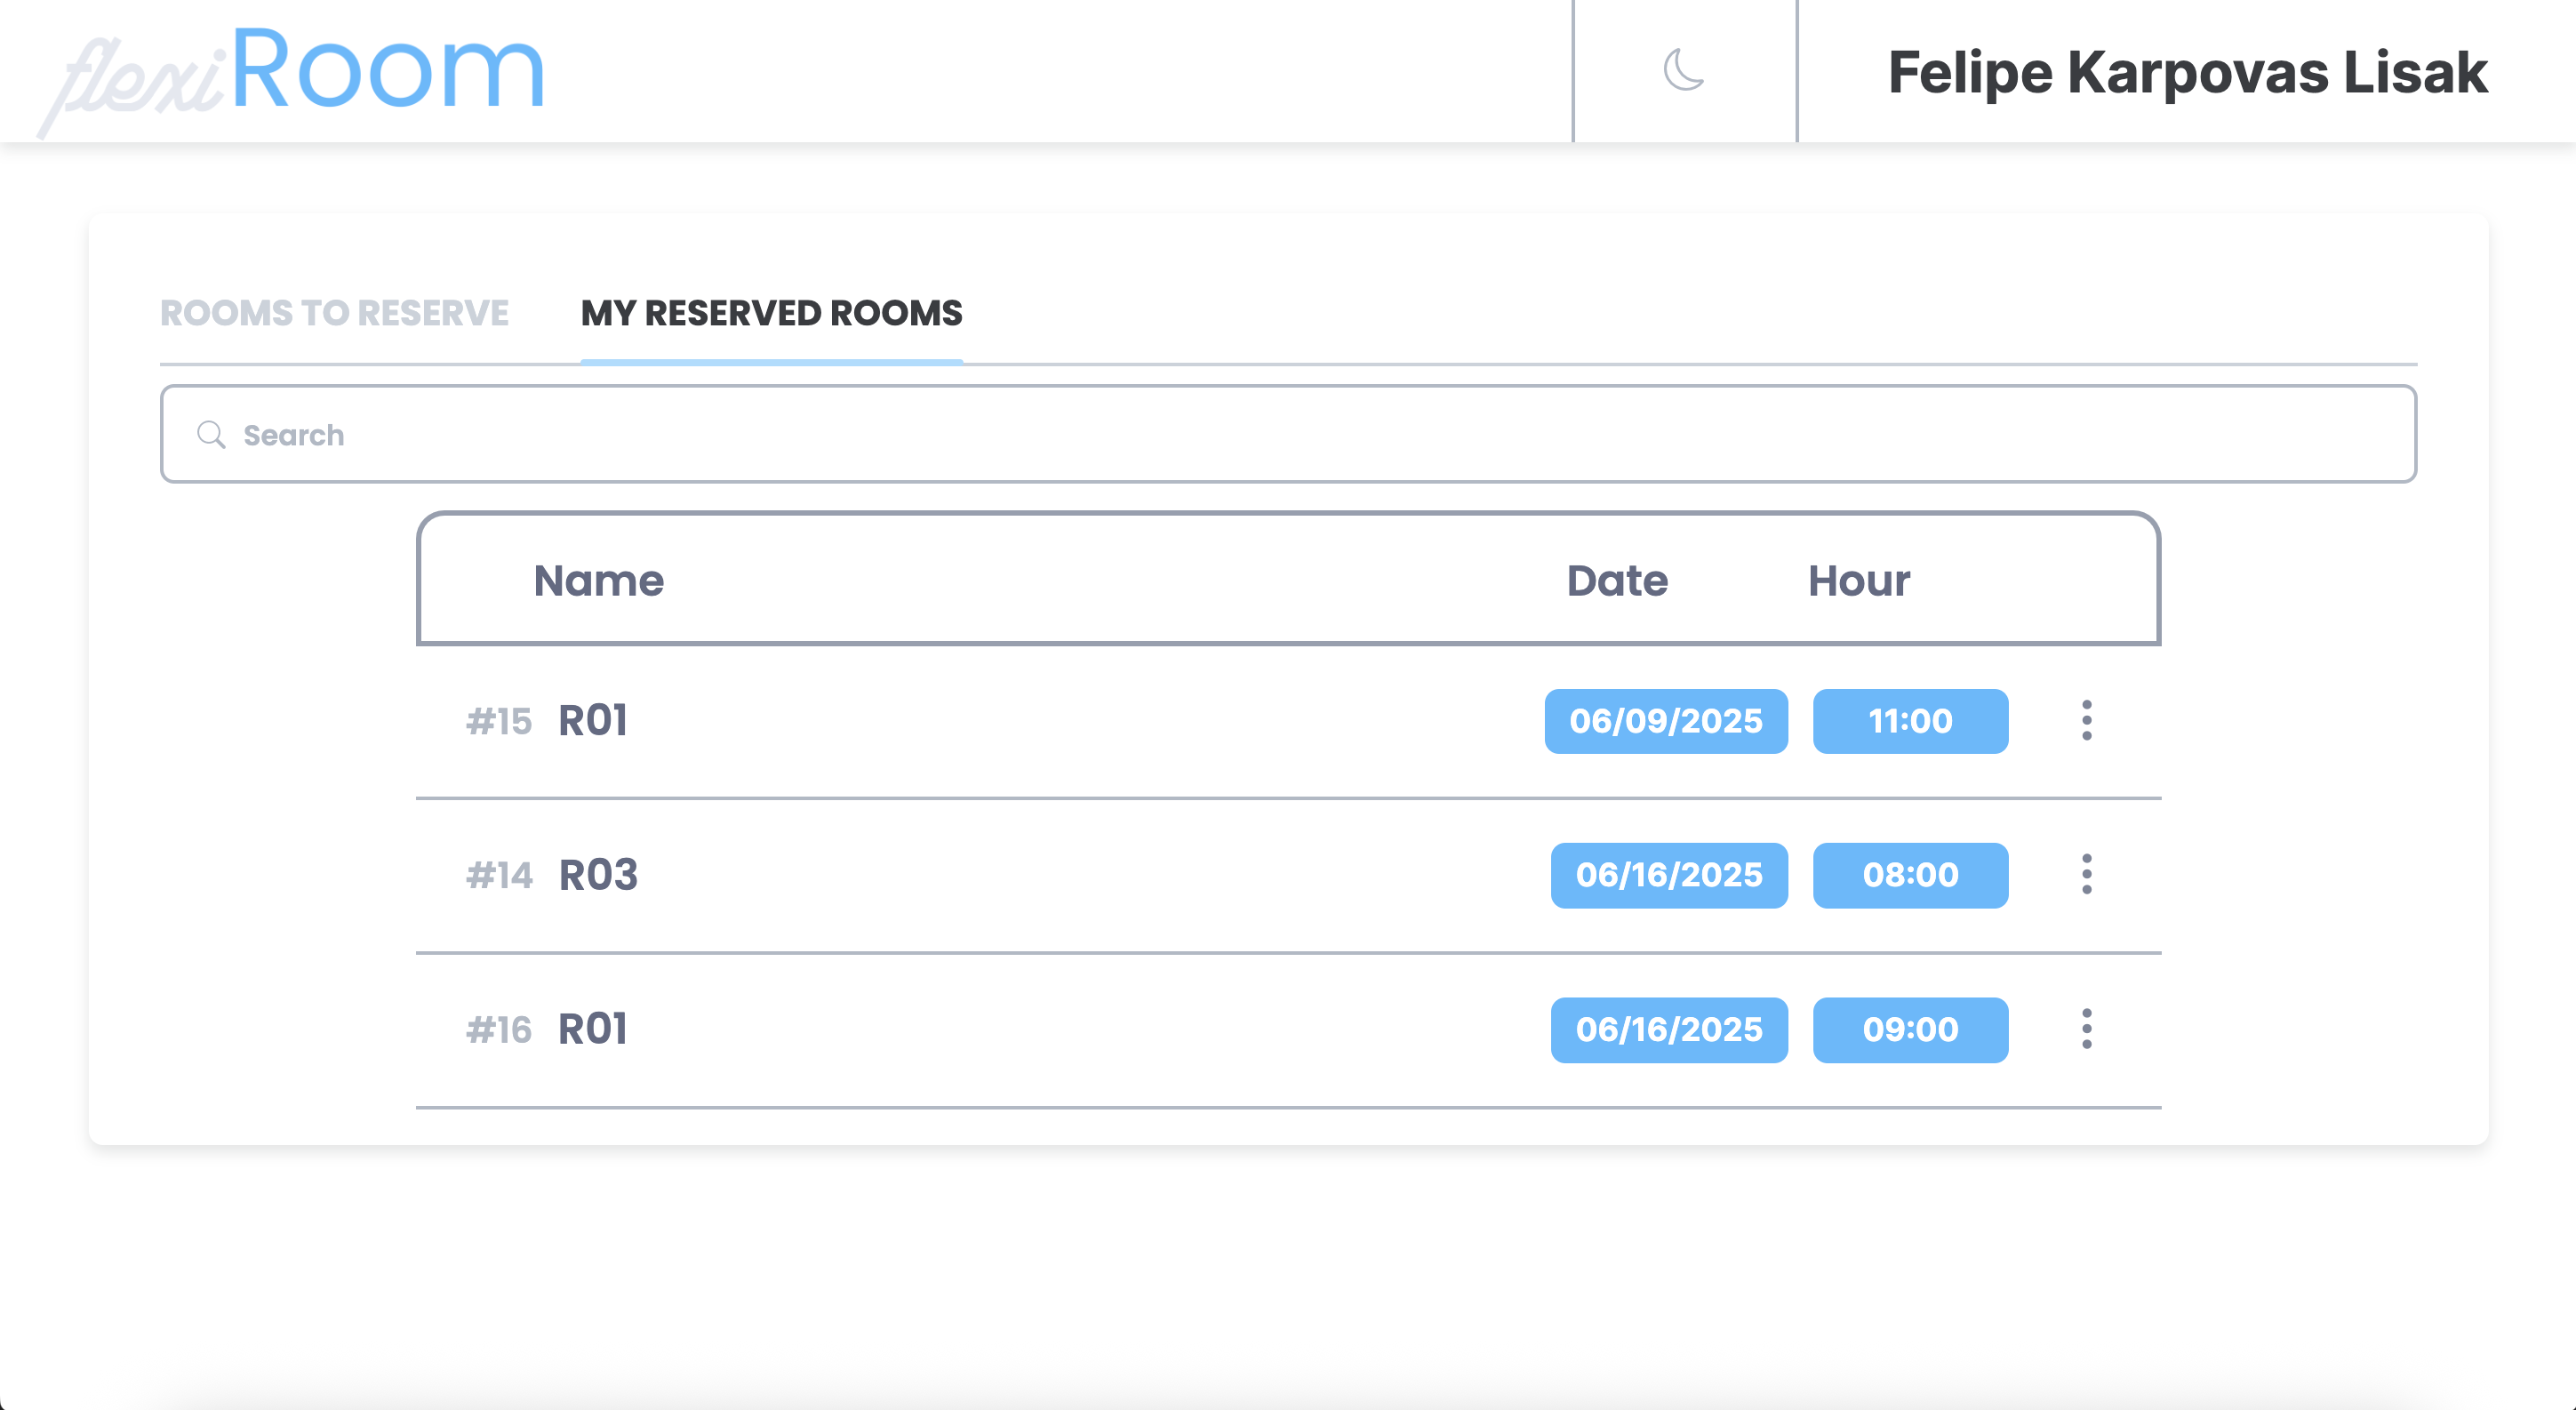 flexiRoom
Felipe Karpovas Lisak
ROOMS TO RESERVE MY RESERVED ROOMS
Search
Name Date Hour
#15 R01 06/09/2025 11:00
#14 R03 06/16/2025 08:00
#16 R01 06/16/2025 09:00